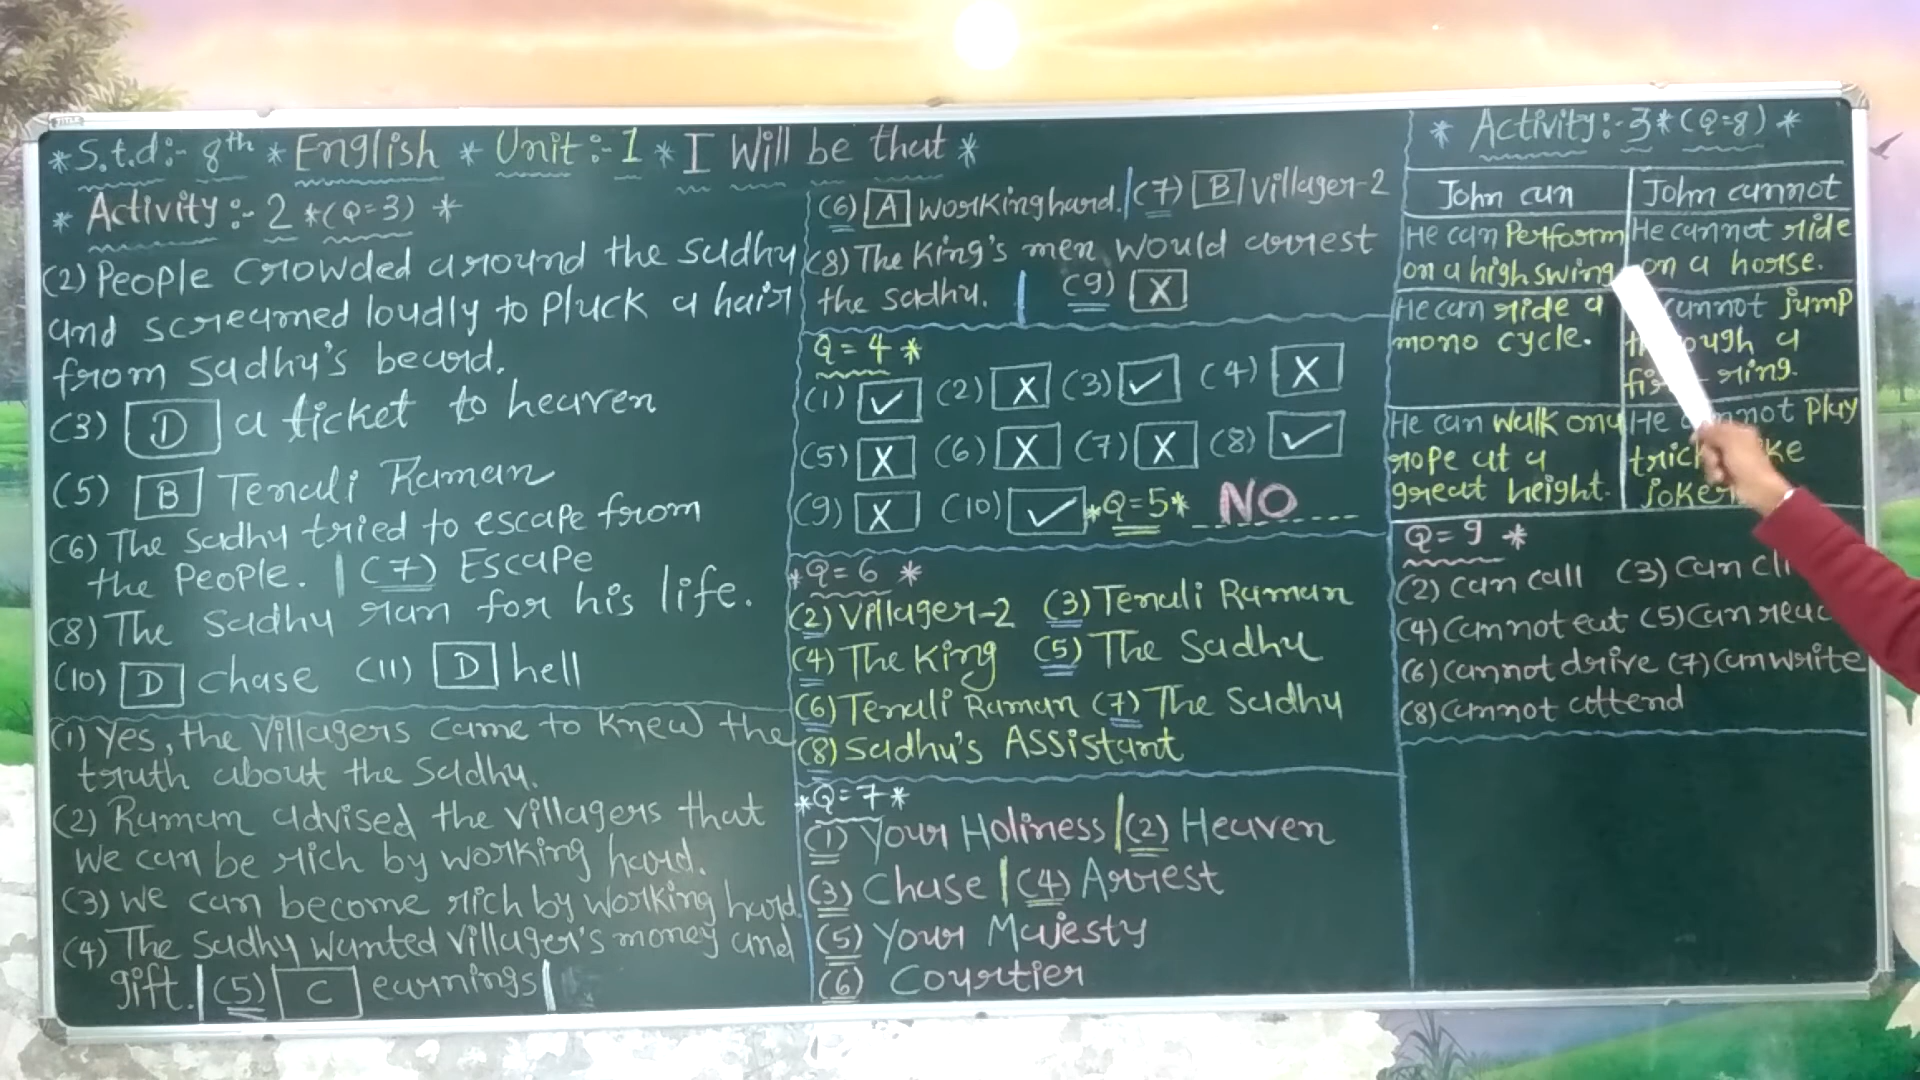 *S.t.d:- 8th * English * Unit:-1 * I Will be that *
* Activity:-2 *(Q=3) *
(2) People crowded around the sadhu
and screamed loudly to pluck a hair
from sadhu's beard.
(3) D a ticket to heaven
(5) B Tenali Raman
(6) The sadhu tried to escape from
the people. | (7) Escape
(8) The sadhu ran for his life.
(10) D chase (11) D hell
(1) Yes, the villagers came to knew the
truth about the sadhu.
(2) Raman advised the villagers that
we can be rich by working hard.
(3) We can become rich by working hard.
(4) The sadhu wanted villager's money and
gift. | (5) C earnings |
(6) A working hard. | (7) B Villager-2
(8) The King's men would arrest
the sadhu. | (9) X
Q=4*
(1) ✓ (2) X (3) ✓ (4) X
(5) X (6) X (7) X (8) ✓
(9) X (10) ✓ *Q=5* NO
*Q=6 *
(2) Villager-2 (3) Tenali Raman
(4) The King (5) The Sadhu
(6) Tenali Raman (7) The Sadhu
(8) Sadhu's Assistant
*Q=7*
(1) Your Holiness | (2) Heaven
(3) Chase | (4) Arrest
(5) Your Majesty
(6) Courtier
* Activity:-3*(Q=8) *
John can John cannot
He can Perform He cannot ride
on a high swing on a horse.
He can ride a cannot jump
mono cycle. a
ring.
He can walk on a He play
rope at a
great height.
Q=9 *
(2) can call (3) can
(4) cannot eat (5) can
(6) cannot drive (7) can write
(8) cannot attend